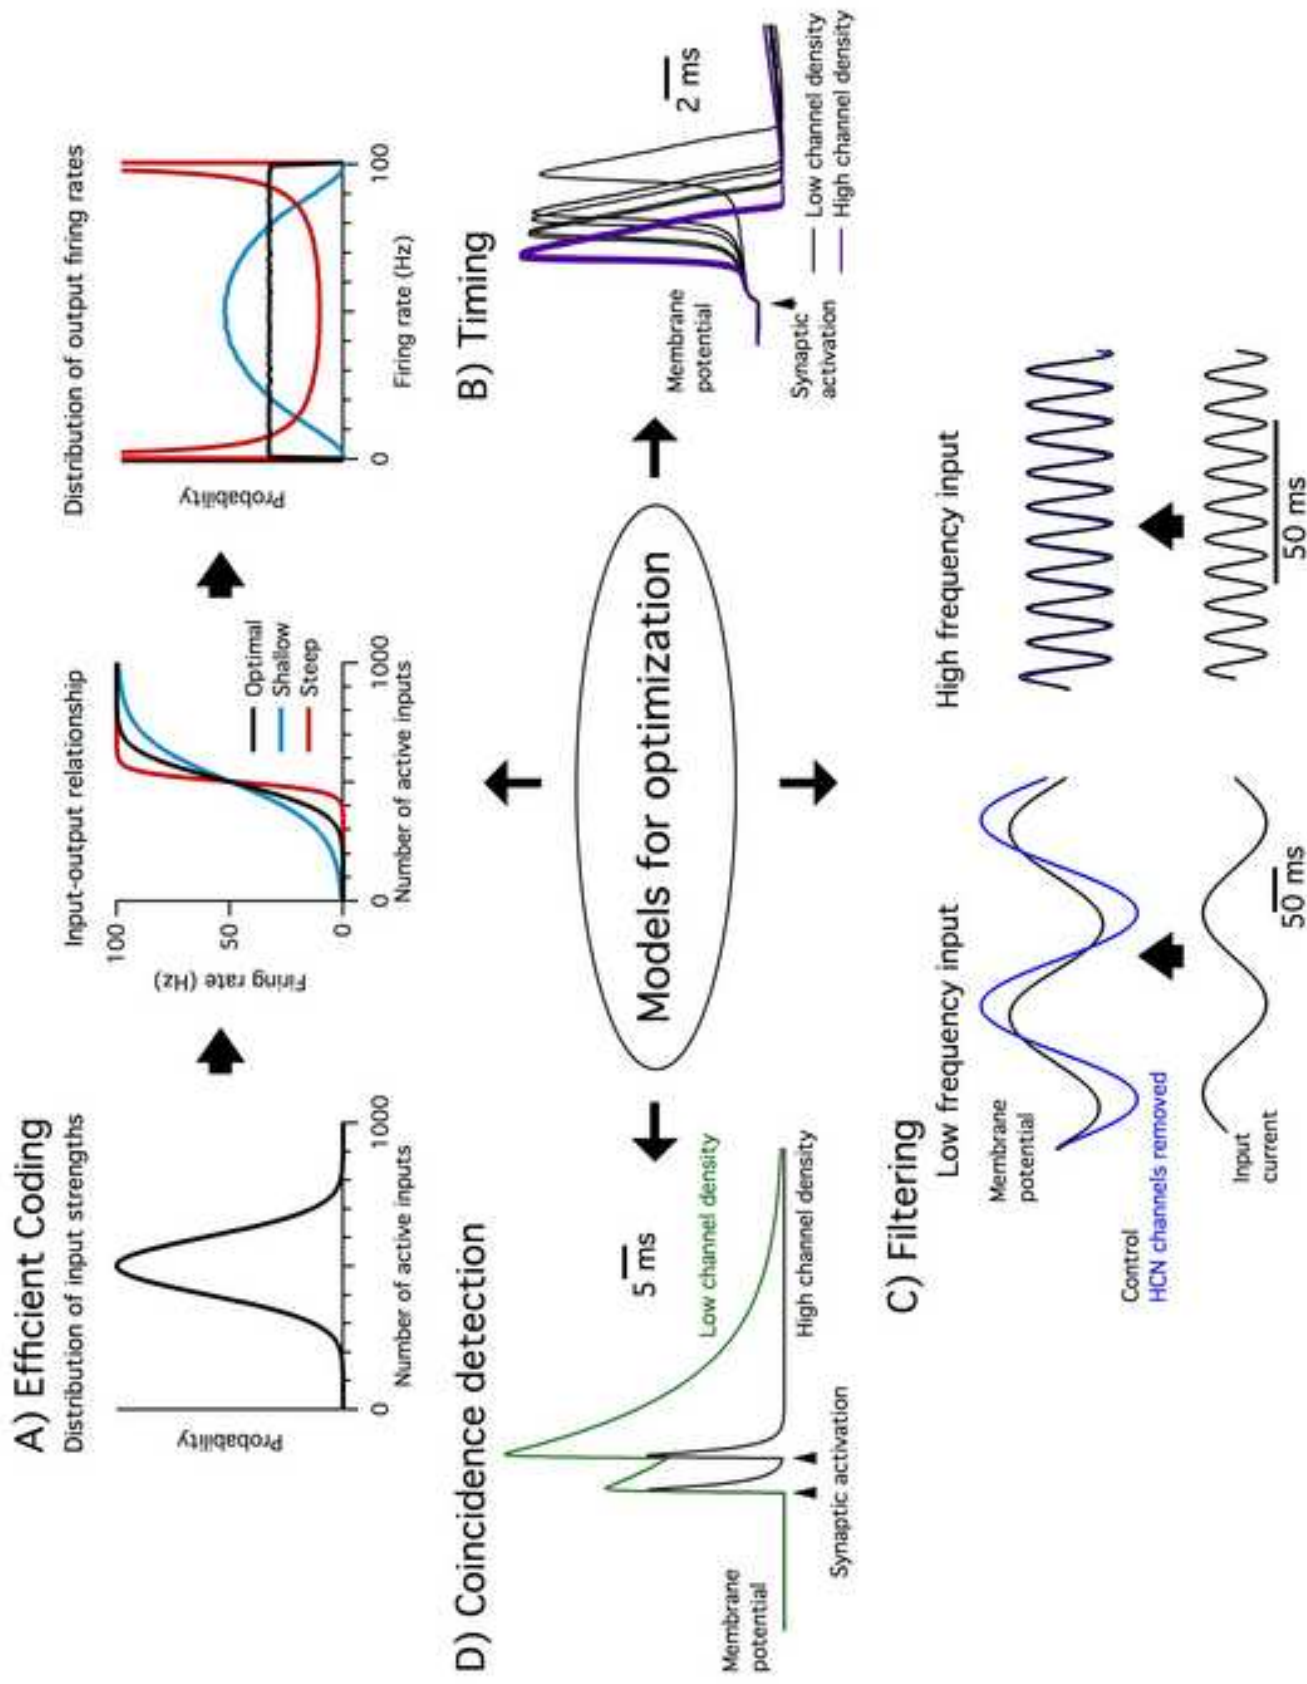 A) Efficient Coding
Distribution of input strengths
Probability
0
1000
Number of active inputs
Input-output relationship
Firing rate (Hz)
100
50
0
Optimal
Shallow
Steep
0
1000
Number of active inputs
Distribution of output firing rates
Probability
0
100
Firing rate (Hz)
D) Coincidence detection
5 ms
Low channel density
High channel density
Membrane
potential
Synaptic activation
Models for optimization
B) Timing
2 ms
Membrane
potential
Synaptic
activation
Low channel density
High channel density
C) Filtering
Low frequency input
Membrane
potential
Control
HCN channels removed
Input
current
50 ms
High frequency input
50 ms